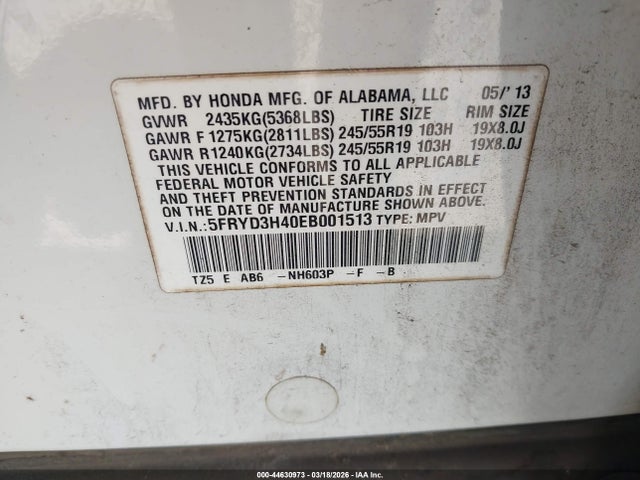 MFD. BY HONDA MFG. OF ALABAMA, LLC 05/'13
GVWR 2435KG(5368LBS) TIRE SIZE RIM SIZE
GAWR F 1275KG(2811LBS) 245/55R19 103H 19X8.0J
GAWR R1240KG(2734LBS) 245/55R19 103H 19X8.0J
THIS VEHICLE CONFORMS TO ALL APPLICABLE
FEDERAL MOTOR VEHICLE SAFETY
AND THEFT PREVENTION STANDARDS IN EFFECT
ON THE DATE OF MANUFACTURE SHOWN ABOVE.
V.I.N.:5FRYD3H40EB001513 TYPE: MPV
TZ5 E AB6 -NH603P -F -B
000-44630973 | 03/18/2026 | IAA Inc.